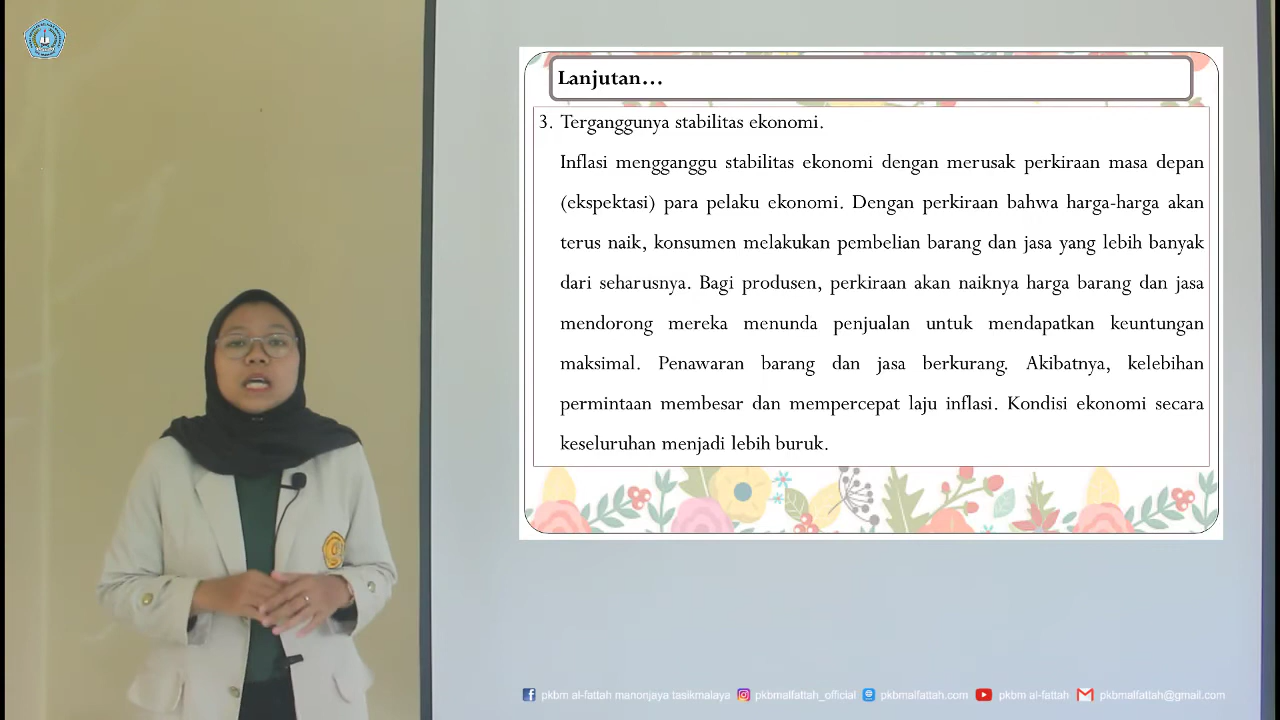 Lanjutan...
3. Terganggunya stabilitas ekonomi.
Inflasi mengganggu stabilitas ekonomi dengan merusak perkiraan masa depan
(ekspektasi) para pelaku ekonomi. Dengan perkiraan bahwa harga-harga akan
terus naik, konsumen melakukan pembelian barang dan jasa yang lebih banyak
dari seharusnya. Bagi produsen, perkiraan akan naiknya harga barang dan jasa
mendorong mereka menunda penjualan untuk mendapatkan keuntungan
maksimal. Penawaran barang dan jasa berkurang. Akibatnya, kelebihan
permintaan membesar dan mempercepat laju inflasi. Kondisi ekonomi secara
keseluruhan menjadi lebih buruk.
pkbm al-fattah manonjaya tasikmalaya pkbmalfattah_official pkbmalfattah.com pkbm al-fattah pkbmalfattah@gmail.com